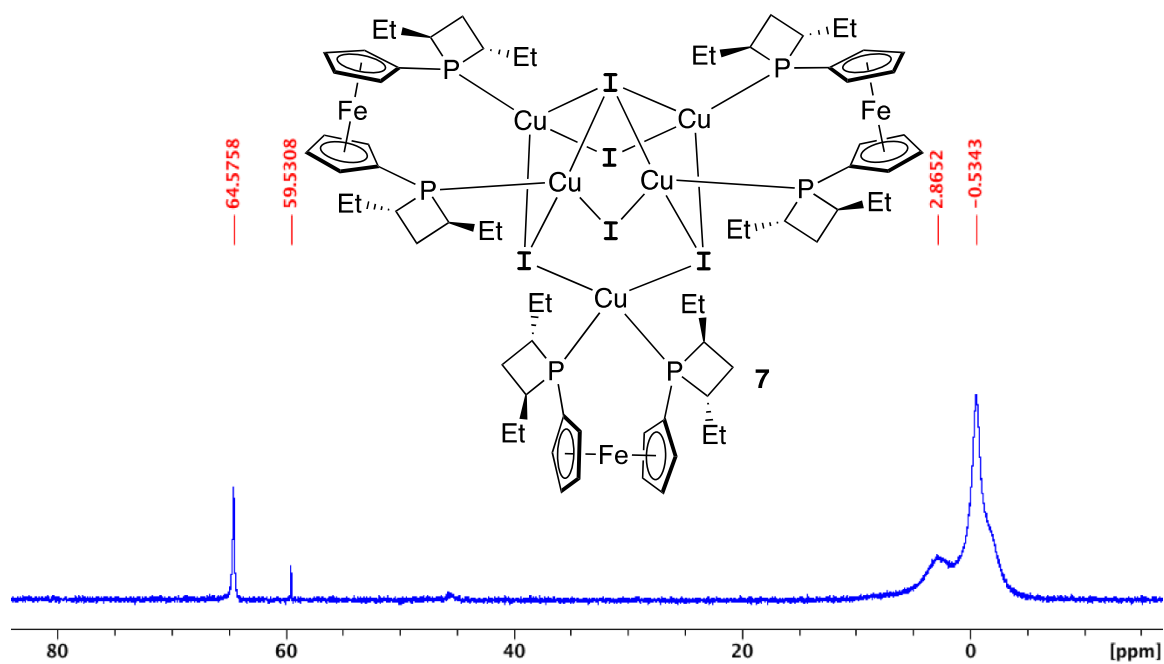 Et Et
Et Et
P P
I
Fe Cu Cu Fe
I
Cu Cu
P P
Et Et
Et Et
I
I I
Cu
Et Et
P P 7
Et Et
Fe
64.5758
59.5308
2.8652
-0.5343
80 60 40 20 0 [ppm]